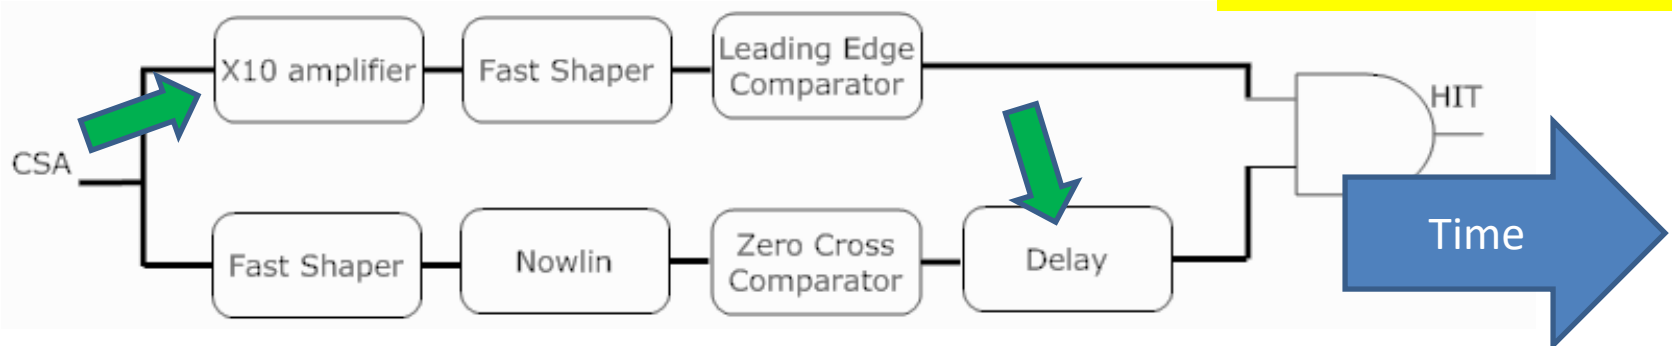 X10 amplifier
Fast Shaper
Leading Edge
Comparator
HIT
CSA
Fast Shaper
Nowlin
Zero Cross
Comparator
Delay
Time